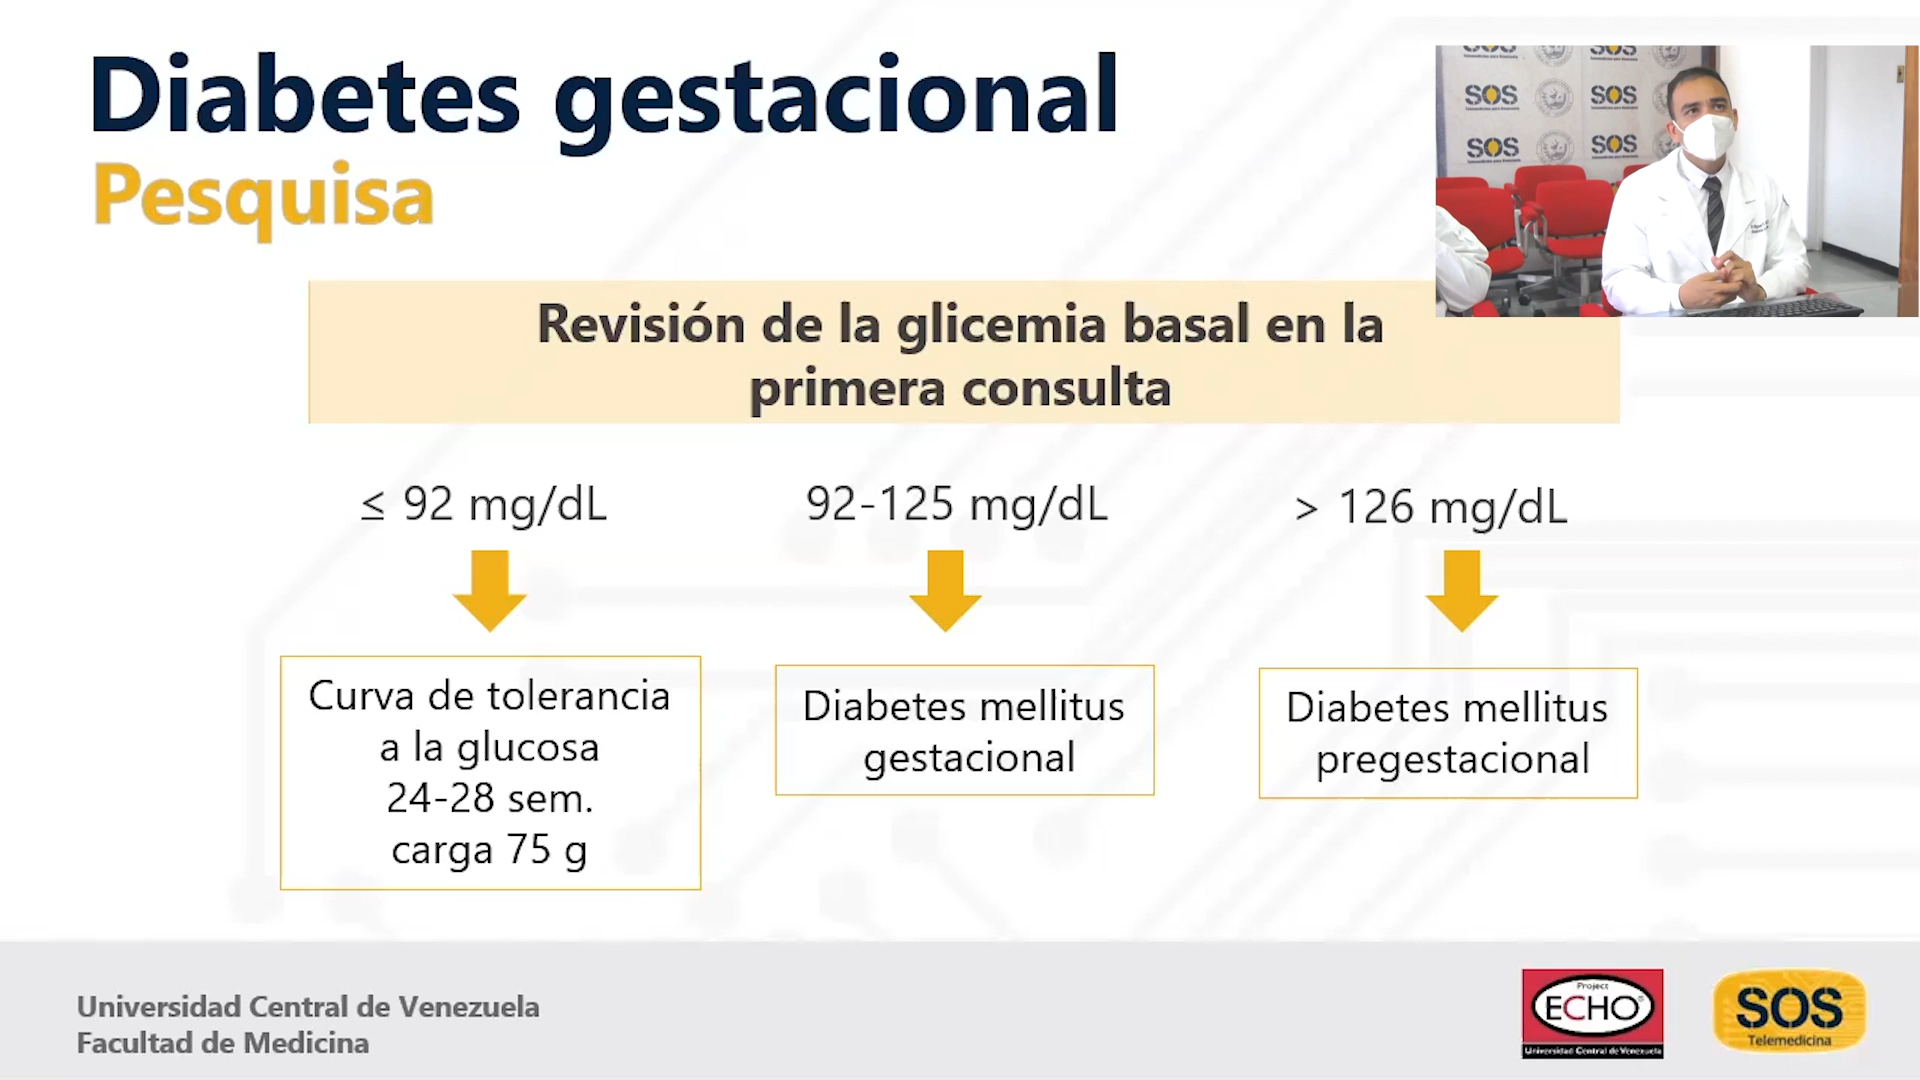 Diabetes gestacional
Pesquisa
SOS
SOS
SOS
SOS
Revisión de la glicemia basal en la
primera consulta
≤ 92 mg/dL
92-125 mg/dL
> 126 mg/dL
Curva de tolerancia
a la glucosa
24-28 sem.
carga 75 g
Diabetes mellitus
gestacional
Diabetes mellitus
pregestacional
Universidad Central de Venezuela
Facultad de Medicina
Project
ECHO®
Universidad Central de Venezuela
SOS
Telemedicina